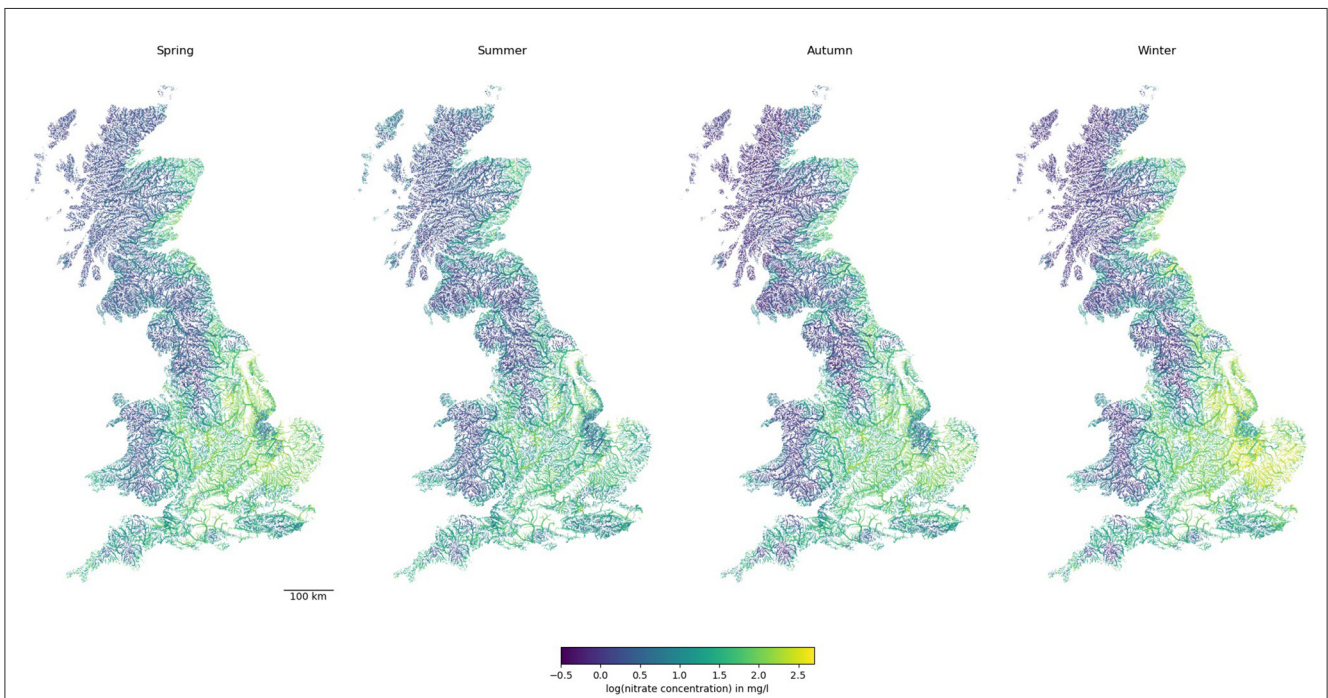 Spring
Summer
Autumn
Winter
100 km
−0.5 0.0 0.5 1.0 1.5 2.0 2.5
log(nitrate concentration) in mg/l